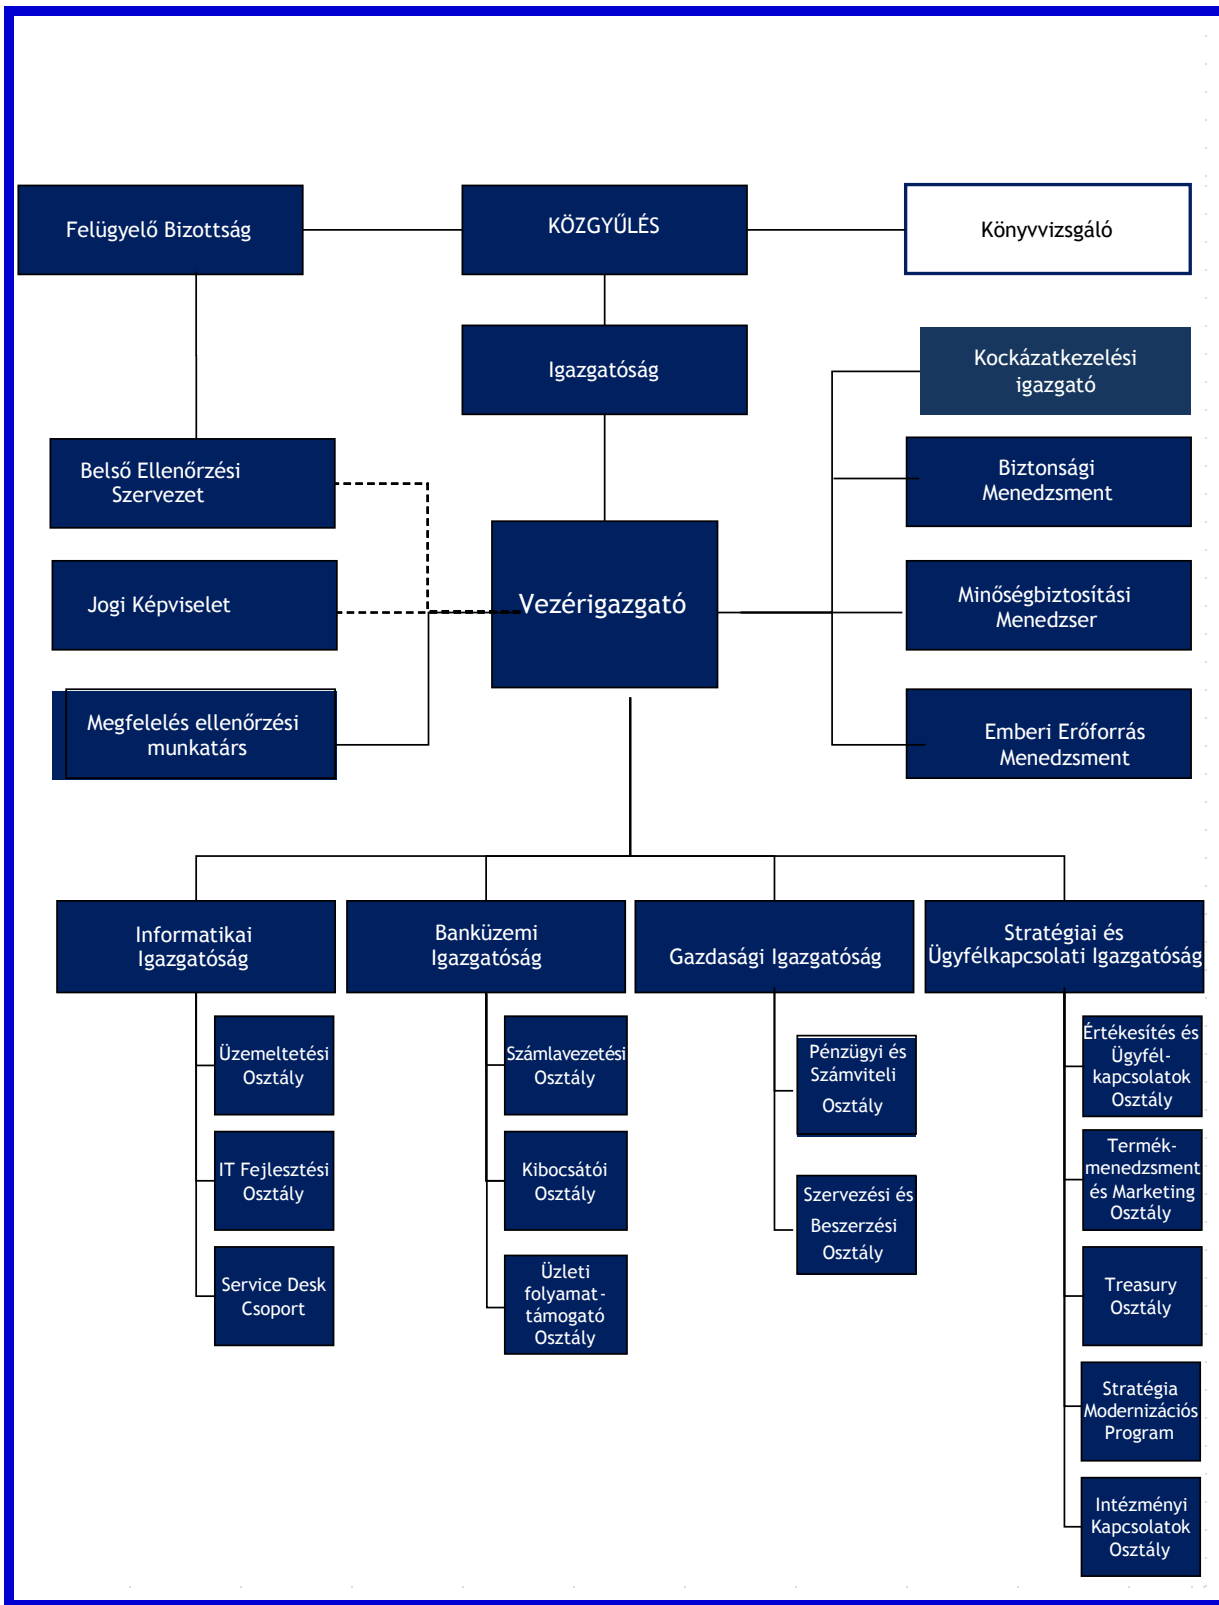 Felügyelő Bizottság
KÖZGYŰLÉS
Könyvvizsgáló
Igazgatóság
Kockázatkezelési
igazgató
Belső Ellenőrzési
Szervezet
Biztonsági
Menedzsment
Jogi Képviselet
Vezérigazgató
Minőségbiztosítási
Menedzser
Megfelelés ellenőrzési
munkatárs
Emberi Erőforrás
Menedzsment
Informatikai
Igazgatóság
Banküzemi
Igazgatóság
Gazdasági Igazgatóság
Stratégiai és
Ügyfélkapcsolati Igazgatóság
Üzemeltetési
Osztály
IT Fejlesztési
Osztály
Service Desk
Csoport
Számlavezetési
Osztály
Kibocsátói
Osztály
Üzleti
folyamat-
támogató
Osztály
Pénzügyi és
Számviteli
Osztály
Szervezési és
Beszerzési
Osztály
Értékesítés és
Ügyfél-
kapcsolatok
Osztály
Termék-
menedzsment
és Marketing
Osztály
Treasury
Osztály
Stratégia
Modernizációs
Program
Intézményi
Kapcsolatok
Osztály